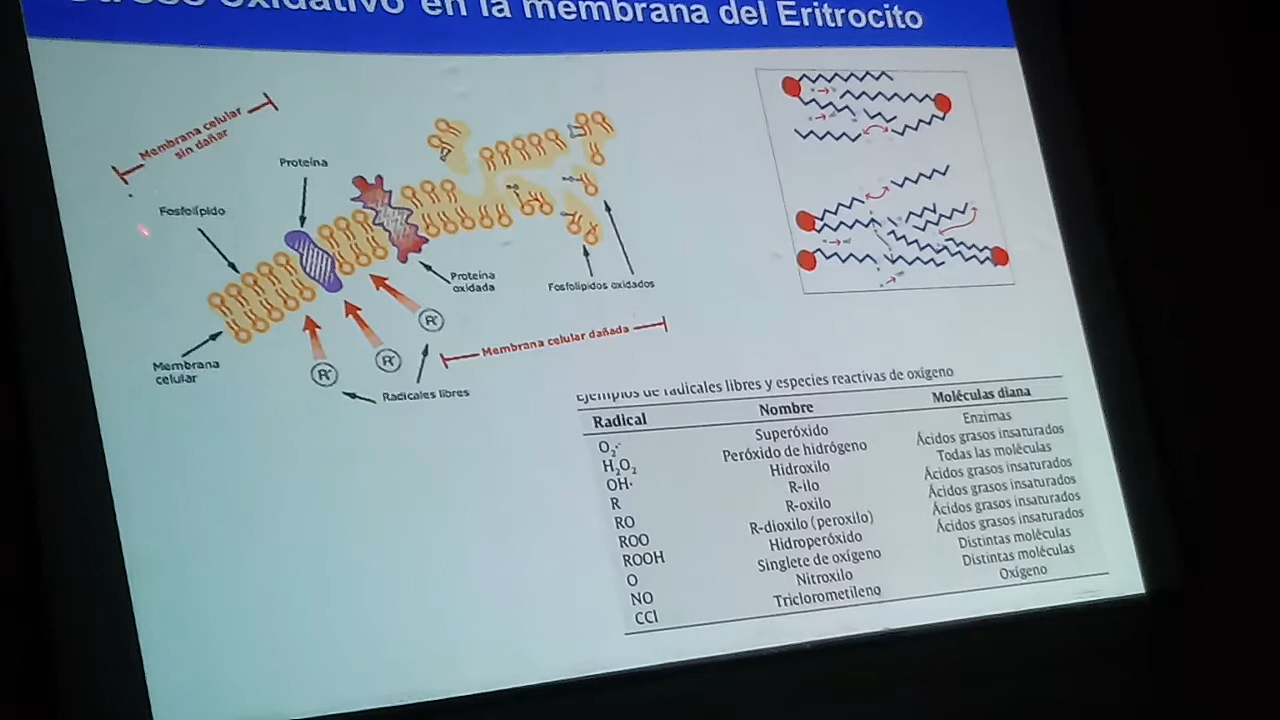 oxidativo en la membrana del Eritrocito
Membrana celular
sin dañar
Proteína
Fosfolípido
Proteína
oxidada
Fosfolípidos oxidados
R·
R·
R·
Membrana celular dañada
Membrana
celular
Radicales libres
Ejemplos de radicales libres y especies reactivas de oxígeno
Radical Nombre Moléculas diana
O₂·⁻ Superóxido Enzimas
H₂O₂ Peróxido de hidrógeno Ácidos grasos insaturados
OH· Hidroxilo Todas las moléculas
R R-ilo Ácidos grasos insaturados
RO R-oxilo Ácidos grasos insaturados
ROO R-dioxilo (peroxilo) Ácidos grasos insaturados
ROOH Hidroperóxido Ácidos grasos insaturados
O Singlete de oxígeno Distintas moléculas
NO Nitroxilo Distintas moléculas
CCl Triclorometileno Oxígeno